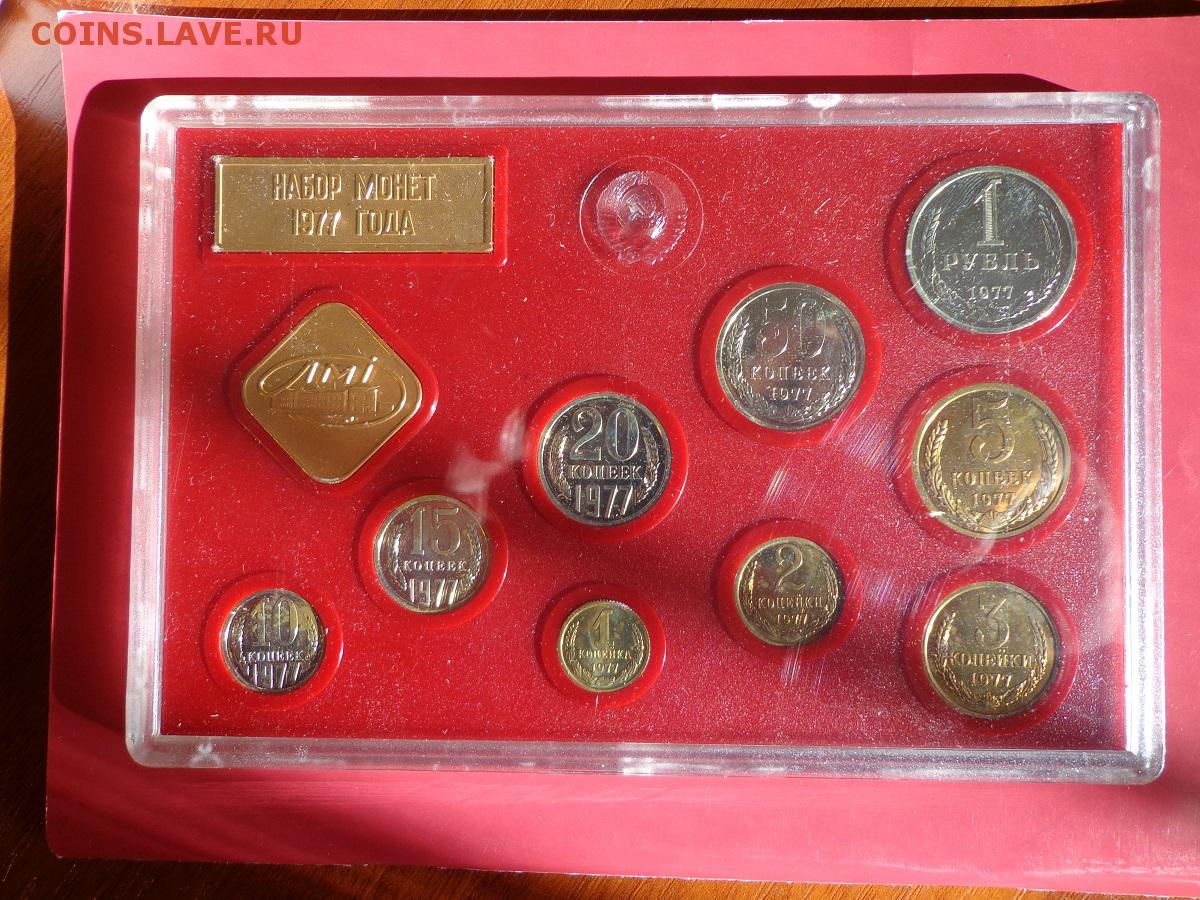 COINS.LAVE.RU
НАБОР МОНЕТ
1977 ГОДА
1
РУБЛЬ
1977
50
КОПЕЕК
1977
ЛМД
20
КОПЕЕК
1977
5
КОПЕЕК
1977
15
КОПЕЕК
1977
2
КОПЕЙКИ
1977
10
КОПЕЕК
1977
1
КОПЕЙКА
1977
3
КОПЕЙКИ
1977